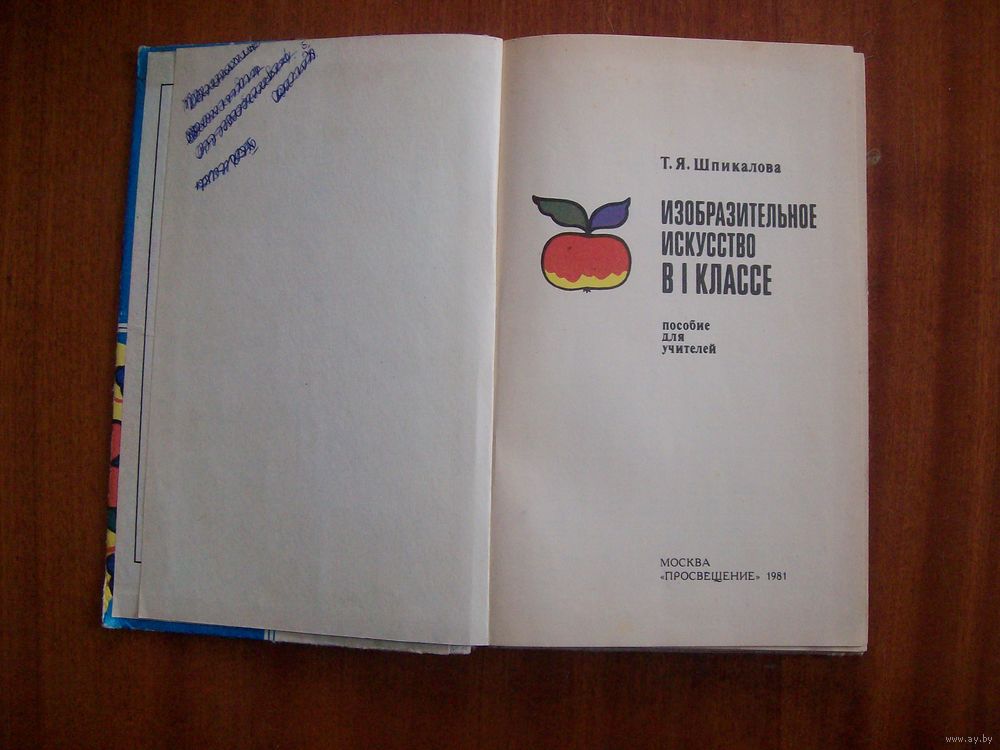 Т. Я. Шпикалова
ИЗОБРАЗИТЕЛЬНОЕ
ИСКУССТВО
В I КЛАССЕ
пособие
для
учителей
МОСКВА
«ПРОСВЕЩЕНИЕ» 1981
www.ay.by